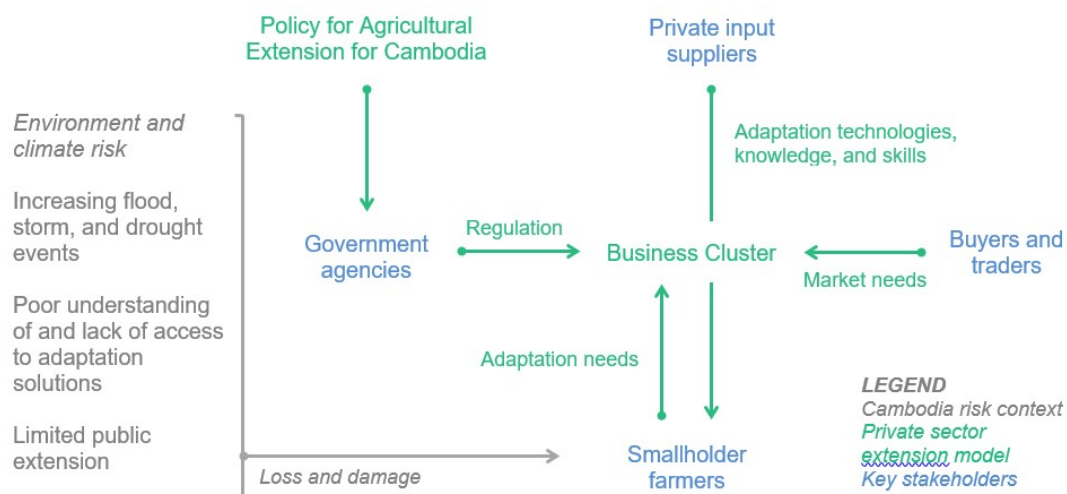 Policy for Agricultural
Extension for Cambodia
Private input
suppliers
Environment and
climate risk
Adaptation technologies,
knowledge, and skills
Increasing flood,
storm, and drought
events
Government
agencies
Regulation
Business Cluster
Buyers and
traders
Market needs
Poor understanding
of and lack of access
to adaptation
solutions
Adaptation needs
Limited public
extension
Loss and damage
Smallholder
farmers
LEGEND
Cambodia risk context
Private sector
extension model
Key stakeholders